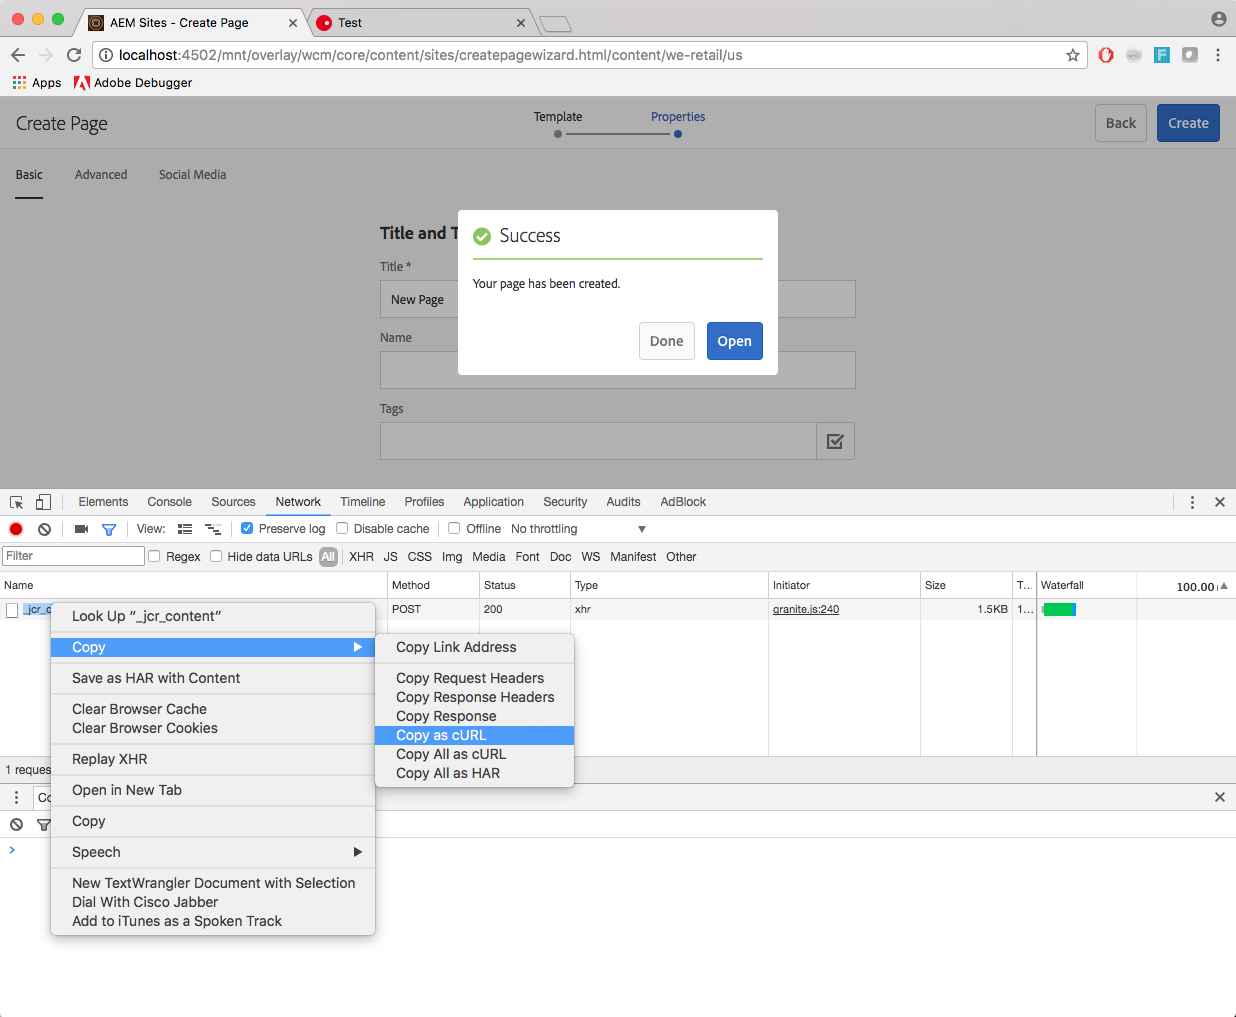 AEM Sites - Create Page
Test
localhost:4502/mnt/overlay/wcm/core/content/sites/createpagewizard.html/content/we-retail/us
Apps Adobe Debugger
Create Page
Template Properties
Back Create
Basic Advanced Social Media
Title and T
Title *
New Page
Name
Tags
Success
Your page has been created.
Done Open
Elements Console Sources Network Timeline Profiles Application Security Audits AdBlock
View: Preserve log Disable cache Offline No throttling
Filter Regex Hide data URLs All XHR JS CSS Img Media Font Doc WS Manifest Other
Name Method Status Type Initiator Size T... Waterfall 100.00
_jcr_c POST 200 xhr granite.js:240 1.5KB 1...
Look Up “_jcr_content”
Copy
Save as HAR with Content
Clear Browser Cache
Clear Browser Cookies
Replay XHR
Open in New Tab
Copy
Speech
New TextWrangler Document with Selection
Dial With Cisco Jabber
Add to iTunes as a Spoken Track
Copy Link Address
Copy Request Headers
Copy Response Headers
Copy Response
Copy as cURL
Copy All as cURL
Copy All as HAR
1 reques
Co